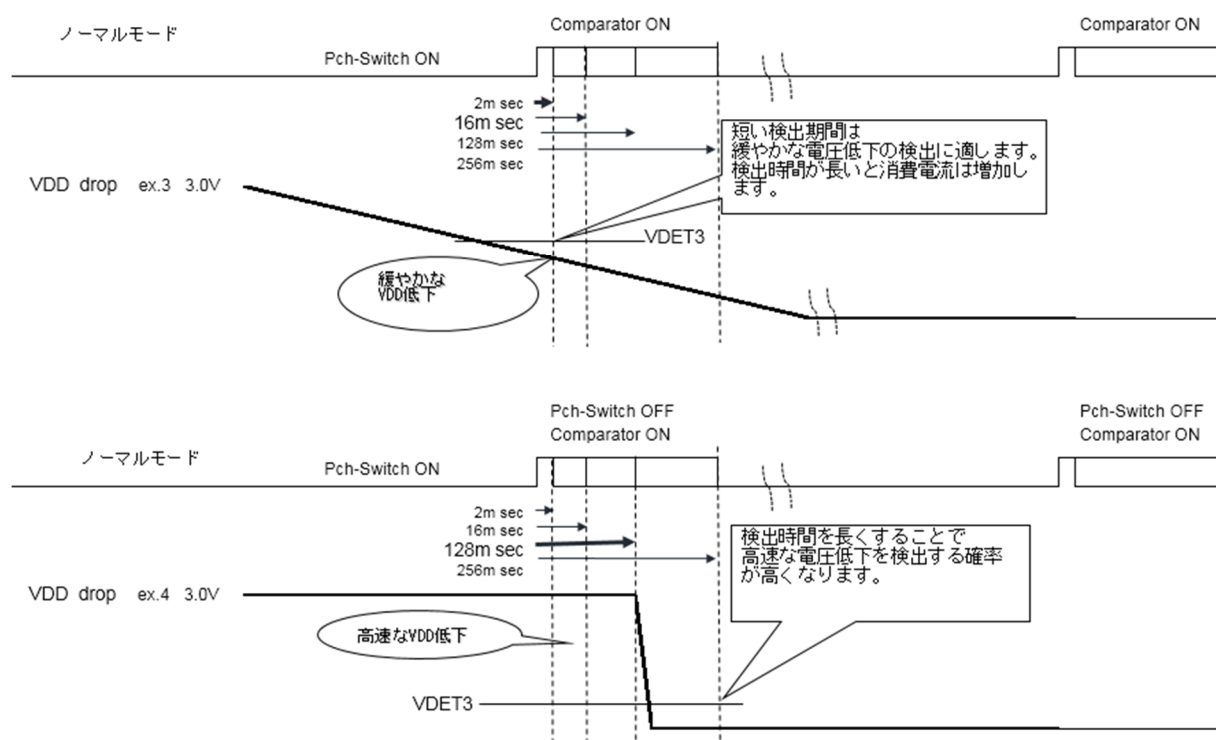 Comparator ON
Comparator ON
ノーマルモード
Pch-Switch ON
2m sec
16m sec
128m sec
256m sec
短い検出期間は
緩やかな電圧低下の検出に適します。
検出時間が長いと消費電流は増加し
ます。
VDD drop ex.3 3.0V
VDET3
緩やかな
VDD低下
Pch-Switch OFF
Comparator ON
Pch-Switch OFF
Comparator ON
ノーマルモード
Pch-Switch ON
2m sec
16m sec
128m sec
256m sec
検出時間を長くすることで
高速な電圧低下を検出する確率
が高くなります。
VDD drop ex.4 3.0V
高速なVDD低下
VDET3